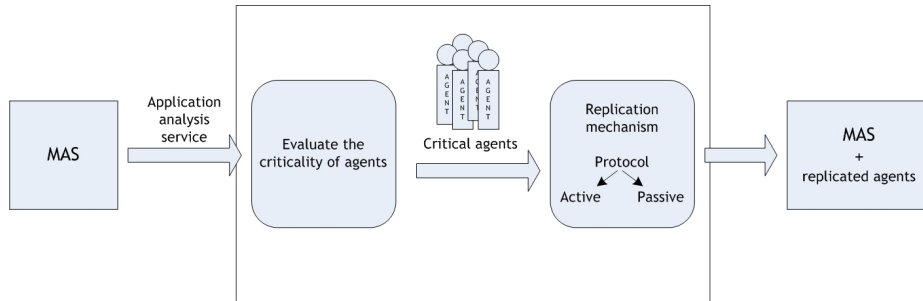 MAS
Application
analysis
service
Evaluate the
criticality of agents
AGENT
AGENT
AGENT
AGENT
Critical agents
Replication
mechanism
Protocol
Active
Passive
MAS
+
replicated agents